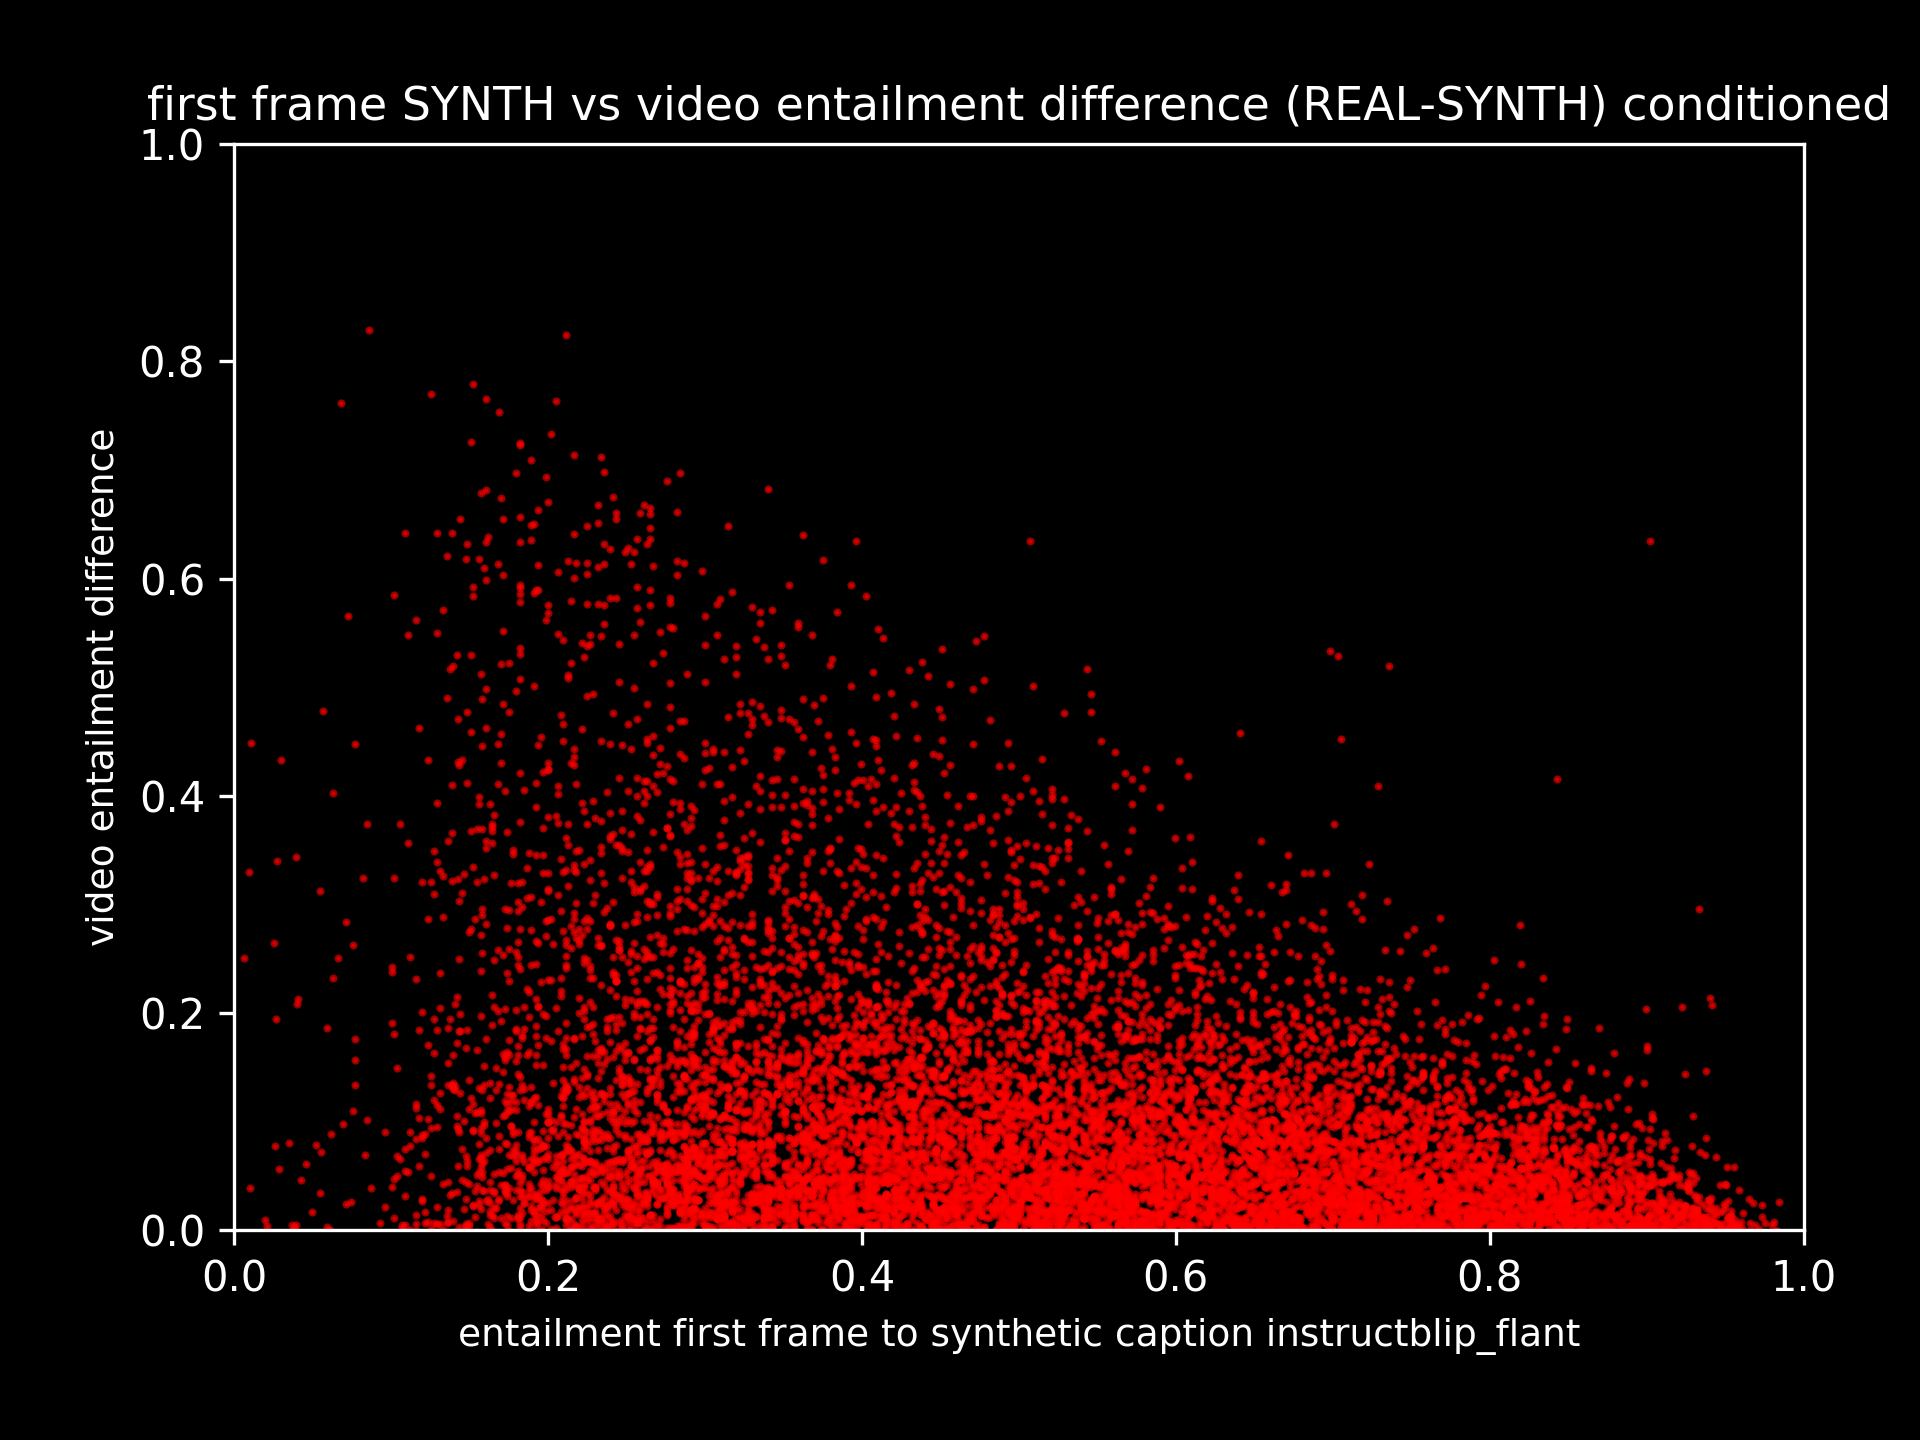 first frame SYNTH vs video entailment difference (REAL-SYNTH) conditioned
1.0
0.8
0.6
0.4
0.2
0.0
video entailment difference
0.0 0.2 0.4 0.6 0.8 1.0
entailment first frame to synthetic caption instructblip_flant